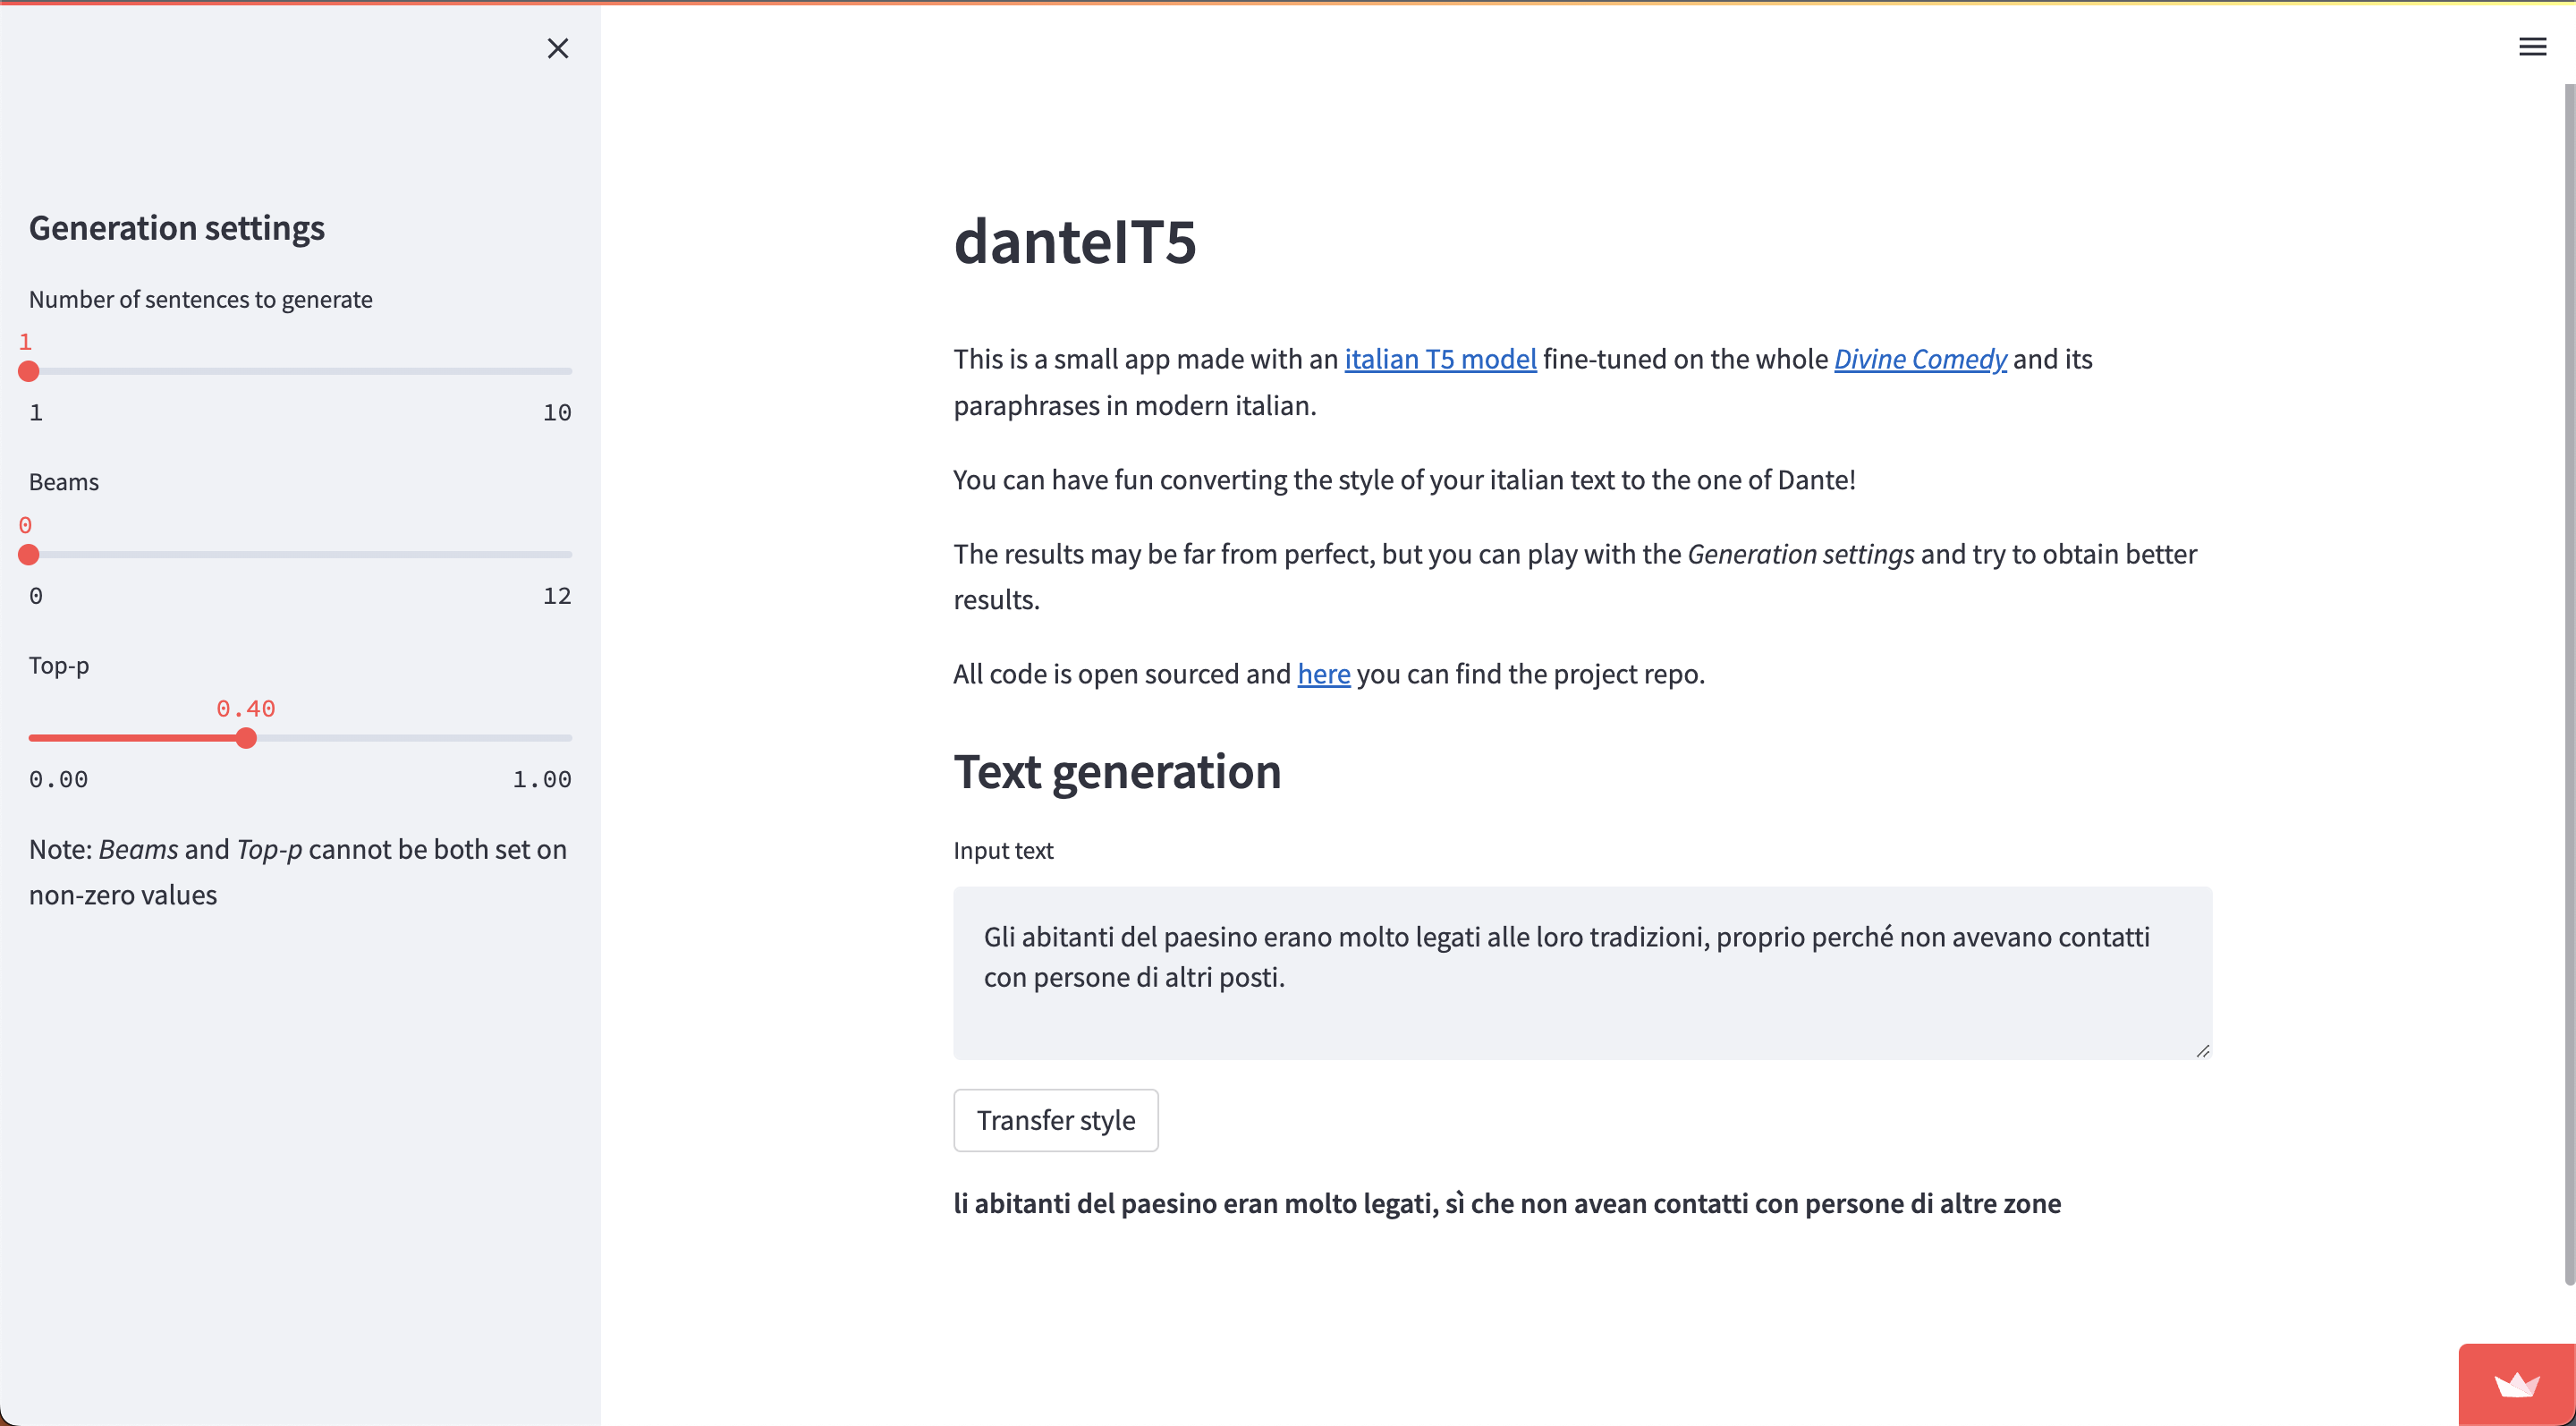 Generation settings
Number of sentences to generate
1
1 10
Beams
0
0 12
Top-p
0.40
0.00 1.00
Note: Beams and Top-p cannot be both set on
non-zero values
danteIT5
This is a small app made with an italian T5 model fine-tuned on the whole Divine Comedy and its
paraphrases in modern italian.
You can have fun converting the style of your italian text to the one of Dante!
The results may be far from perfect, but you can play with the Generation settings and try to obtain better
results.
All code is open sourced and here you can find the project repo.
Text generation
Input text
Gli abitanti del paesino erano molto legati alle loro tradizioni, proprio perché non avevano contatti
con persone di altri posti.
Transfer style
li abitanti del paesino eran molto legati, sì che non avean contatti con persone di altre zone